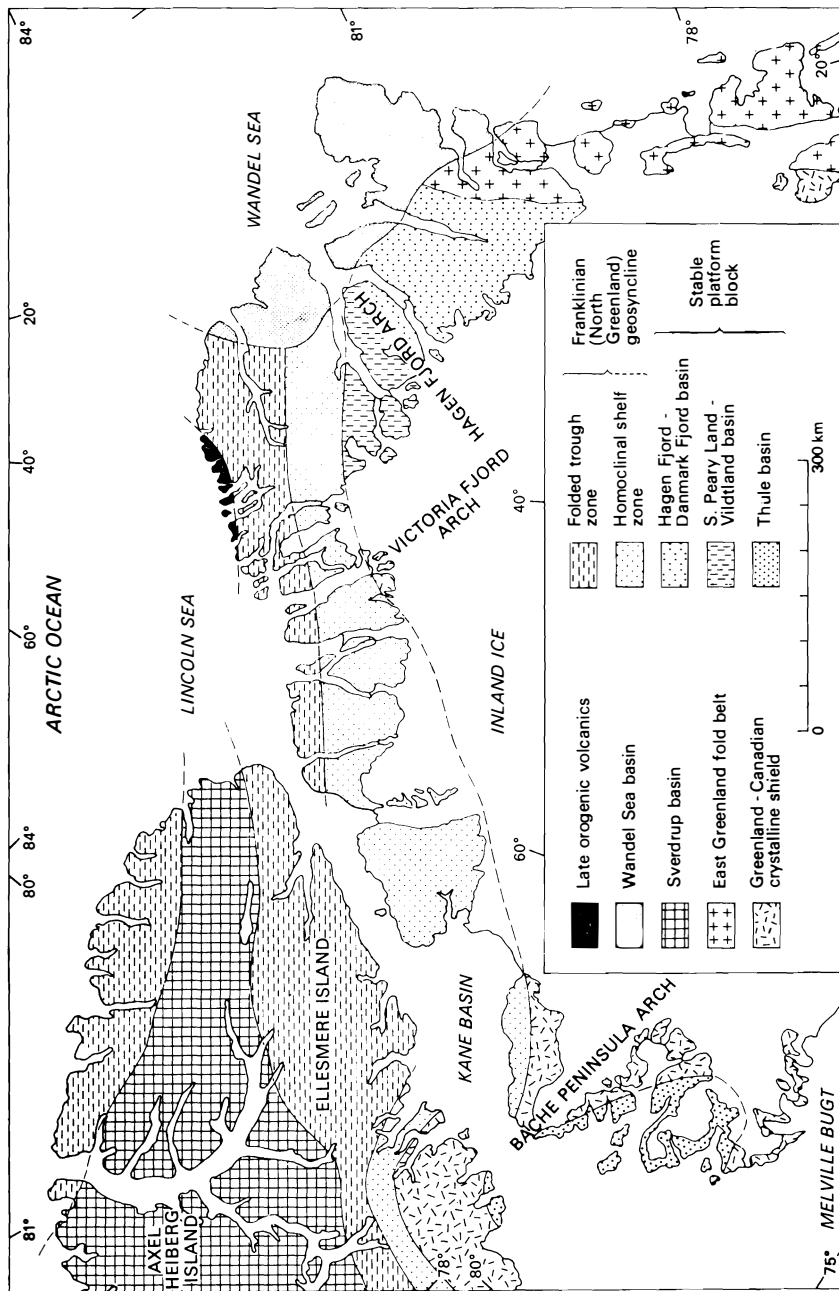 84°
81°
78°
20°
20°
40°
60°
84°
80°
81°
ARCTIC OCEAN
LINCOLN SEA
WANDEL SEA
HAGEN FJORD ARCH
VICTORIA FJORD
ARCH
40°
60°
INLAND ICE
ELLESMERE ISLAND
AXEL
HEIBERG
ISLAND
KANE BASIN
BACHE PENINSULA ARCH
78°
80°
75°
MELVILLE BUGT
Late orogenic volcanics
Wandel Sea basin
Sverdrup basin
East Greenland fold belt
Greenland - Canadian
crystalline shield
Folded trough
zone
Homoclinal shelf
zone
Hagen Fjord -
Danmark Fjord basin
S. Peary Land -
Vildtland basin
Thule basin
Franklinian
(North
Greenland)
geosyncline
Stable
platform
block
0 300 km